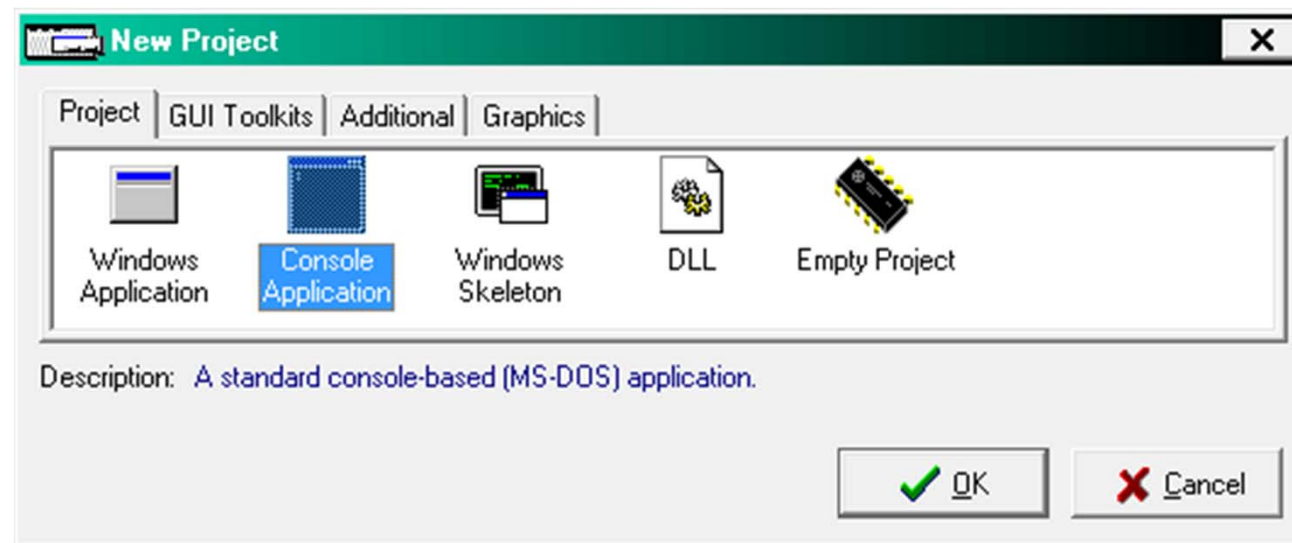 New Project
Project GUI Toolkits Additional Graphics
Windows Application
Console Application
Windows Skeleton
DLL
Empty Project
Description: A standard console-based (MS-DOS) application.
OK Cancel